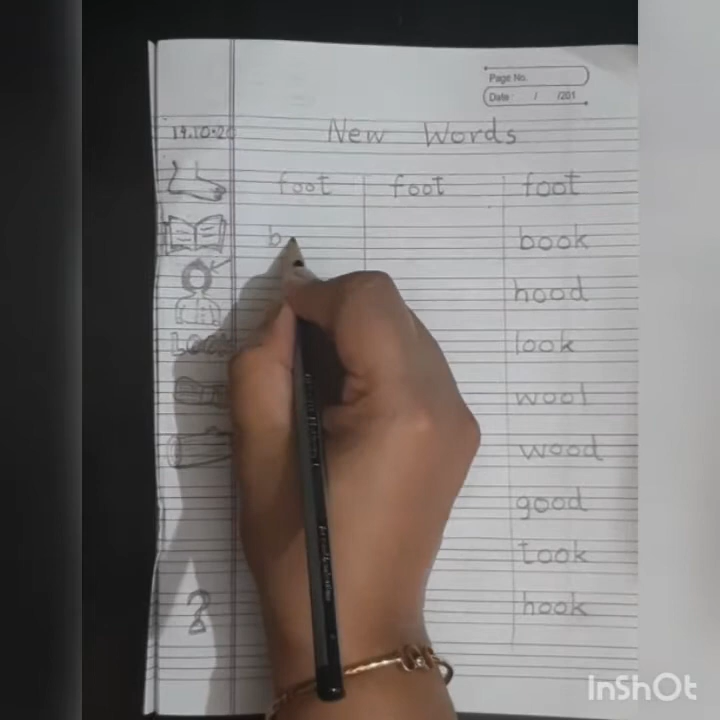 Page No.
Date / /201
19.10.20
New Words
foot foot foot
b book
hood
look
wool
wood
good
took
hook
?
InShOt